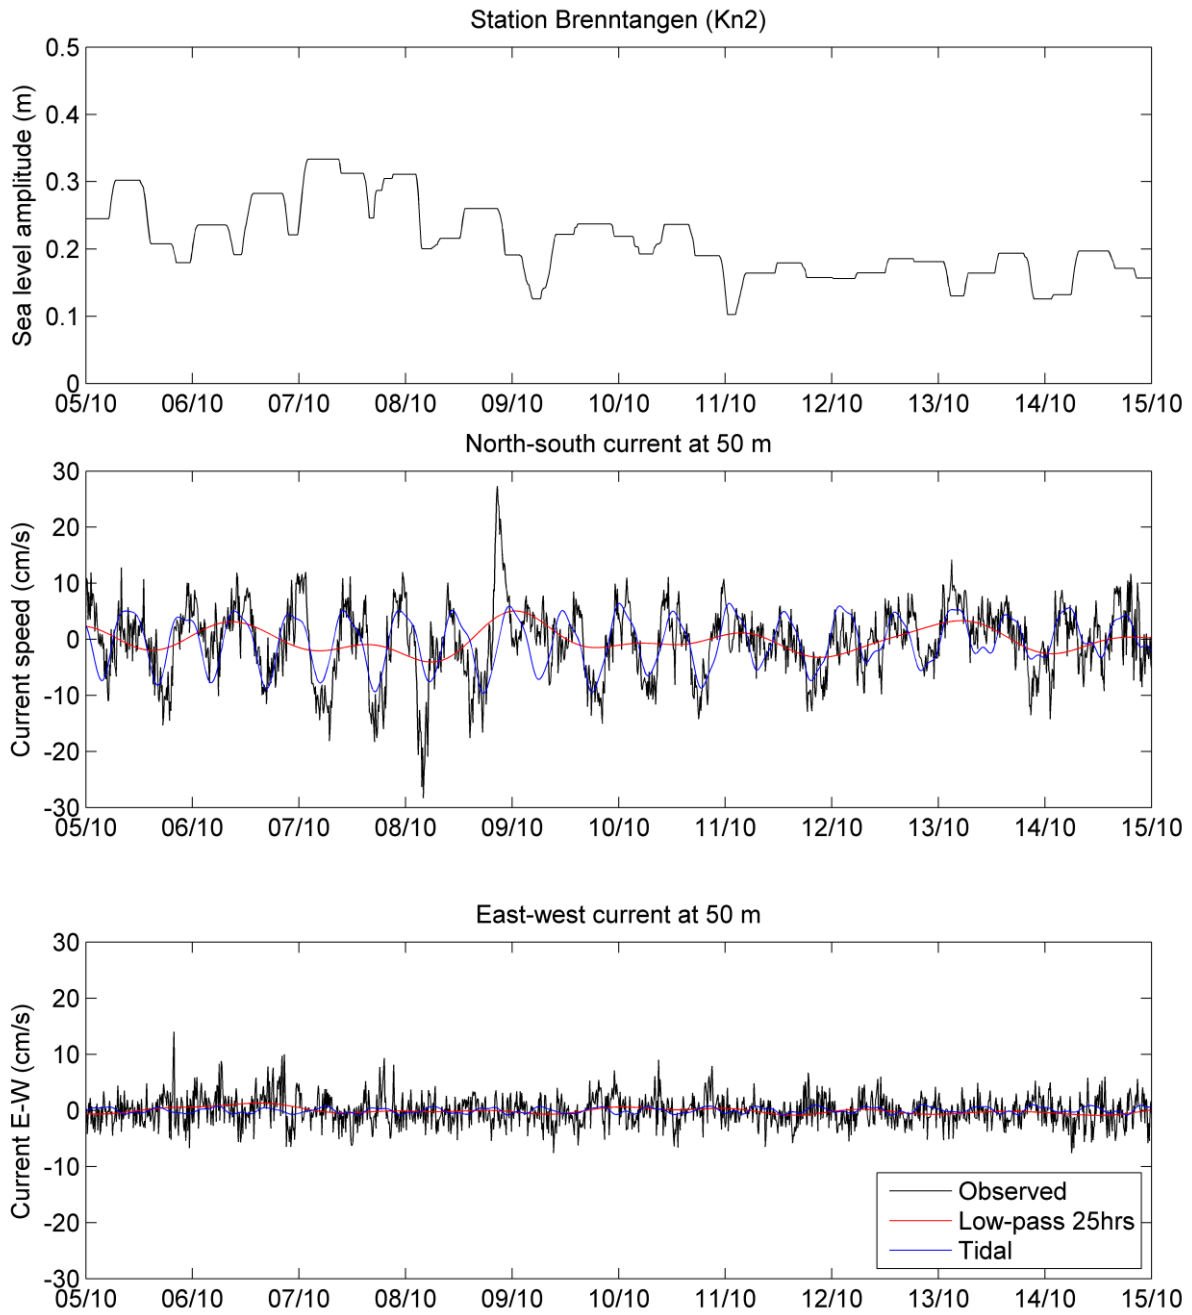 Station Brenntangen (Kn2)
Sea level amplitude (m)
0.5
0.4
0.3
0.2
0.1
0
05/10 06/10 07/10 08/10 09/10 10/10 11/10 12/10 13/10 14/10 15/10
North-south current at 50 m
Current speed (cm/s)
30
20
10
0
-10
-20
-30
05/10 06/10 07/10 08/10 09/10 10/10 11/10 12/10 13/10 14/10 15/10
East-west current at 50 m
Current E-W (cm/s)
30
20
10
0
-10
-20
-30
Observed
Low-pass 25hrs
Tidal
05/10 06/10 07/10 08/10 09/10 10/10 11/10 12/10 13/10 14/10 15/10